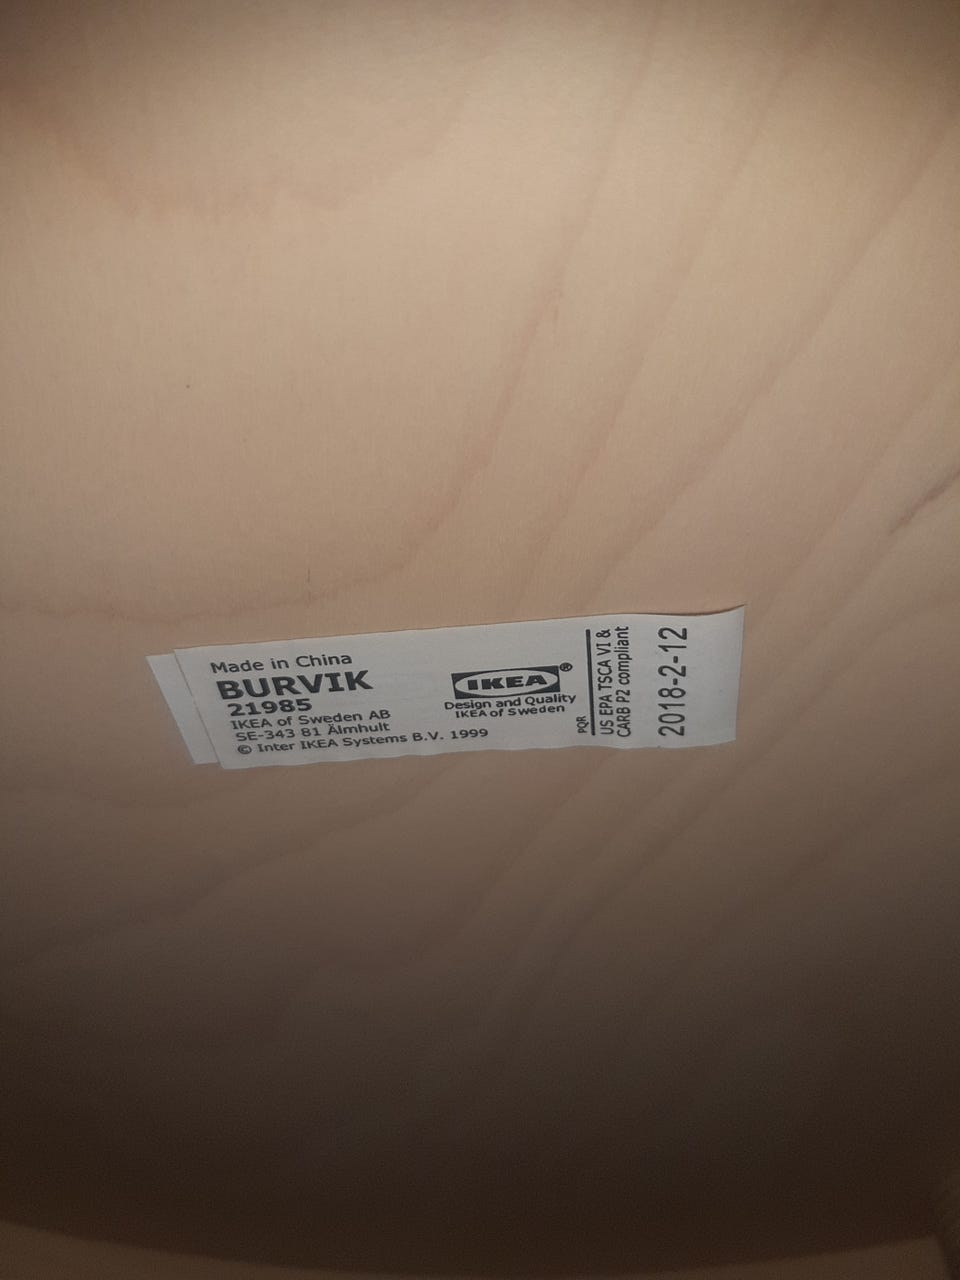 Made in China
BURVIK
21985
IKEA of Sweden AB
SE-343 81 Älmhult
© Inter IKEA Systems B.V. 1999
IKEA®
Design and Quality
IKEA of Sweden
PQR
US EPA TSCA VI &
CARB P2 compliant
2018-2-12